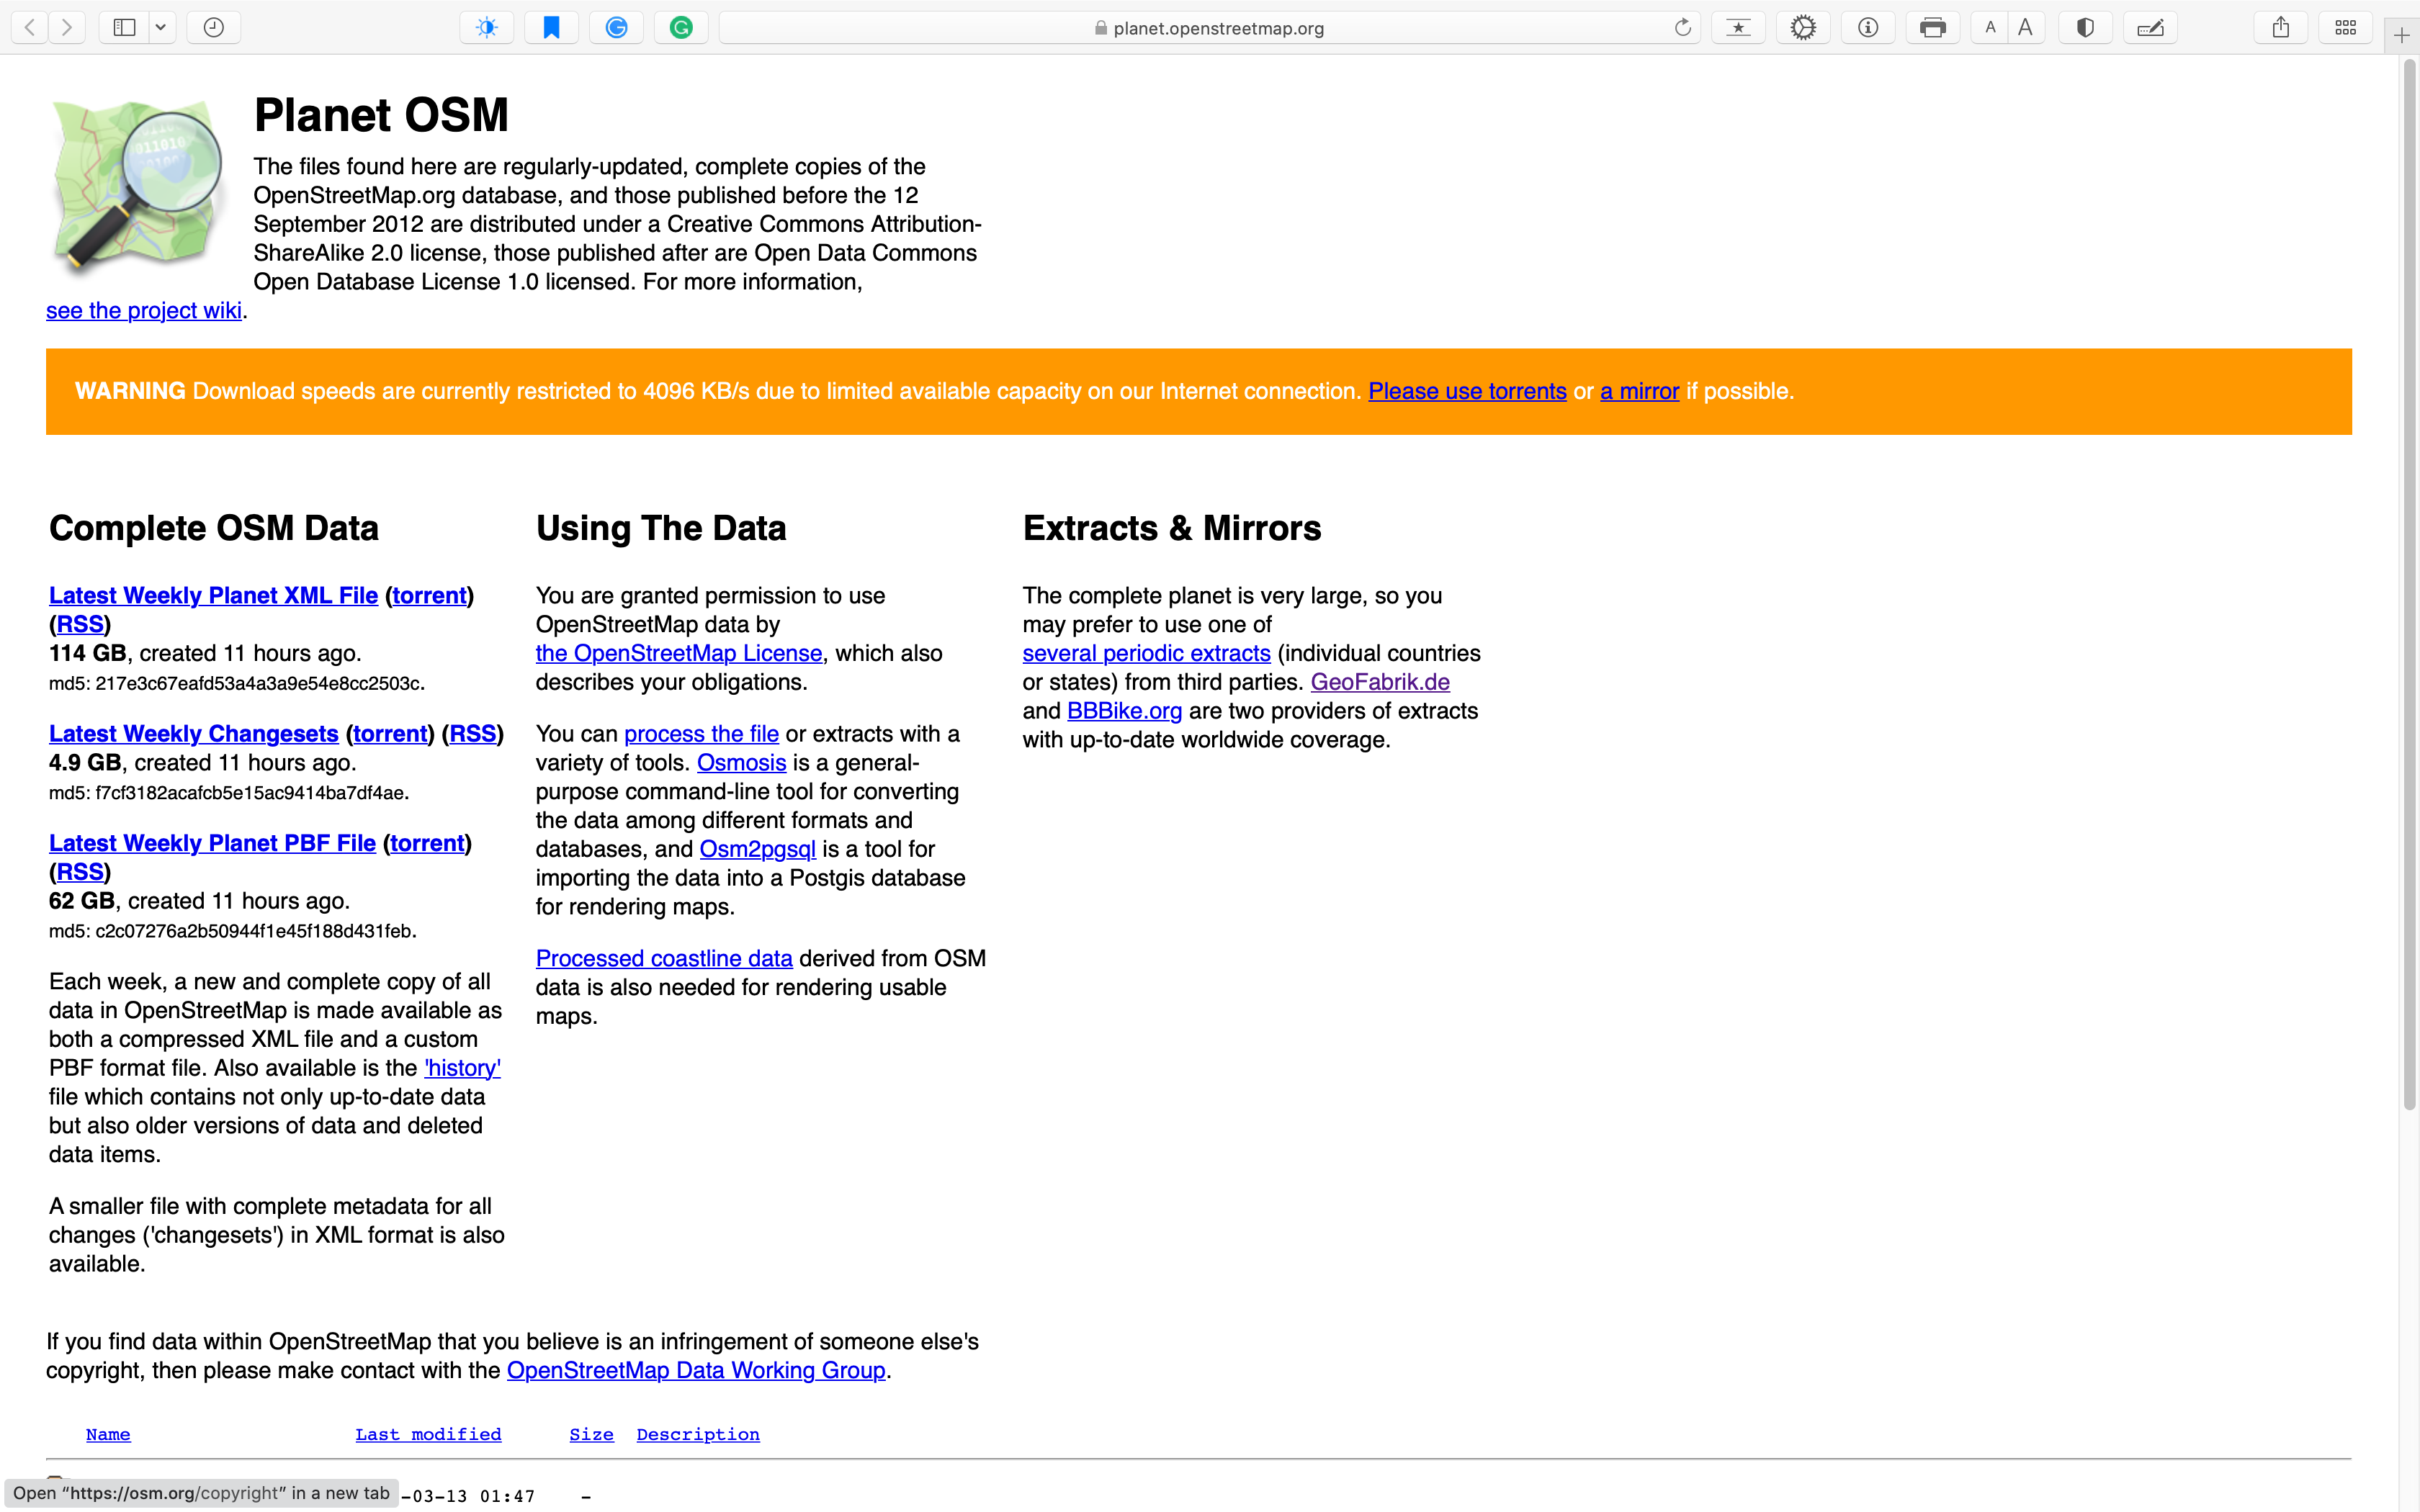 planet.openstreetmap.org
A A
Planet OSM
The files found here are regularly-updated, complete copies of the
OpenStreetMap.org database, and those published before the 12
September 2012 are distributed under a Creative Commons Attribution-
ShareAlike 2.0 license, those published after are Open Data Commons
Open Database License 1.0 licensed. For more information,
see the project wiki.
WARNING Download speeds are currently restricted to 4096 KB/s due to limited available capacity on our Internet connection. Please use torrents or a mirror if possible.
Complete OSM Data
Latest Weekly Planet XML File (torrent)
(RSS)
114 GB, created 11 hours ago.
md5: 217e3c67eafd53a4a3a9e54e8cc2503c.
Latest Weekly Changesets (torrent) (RSS)
4.9 GB, created 11 hours ago.
md5: f7cf3182acafcb5e15ac9414ba7df4ae.
Latest Weekly Planet PBF File (torrent)
(RSS)
62 GB, created 11 hours ago.
md5: c2c07276a2b50944f1e45f188d431feb.
Each week, a new and complete copy of all
data in OpenStreetMap is made available as
both a compressed XML file and a custom
PBF format file. Also available is the 'history'
file which contains not only up-to-date data
but also older versions of data and deleted
data items.
A smaller file with complete metadata for all
changes ('changesets') in XML format is also
available.
Using The Data
You are granted permission to use
OpenStreetMap data by
the OpenStreetMap License, which also
describes your obligations.
You can process the file or extracts with a
variety of tools. Osmosis is a general-
purpose command-line tool for converting
the data among different formats and
databases, and Osm2pgsql is a tool for
importing the data into a Postgis database
for rendering maps.
Processed coastline data derived from OSM
data is also needed for rendering usable
maps.
Extracts & Mirrors
The complete planet is very large, so you
may prefer to use one of
several periodic extracts (individual countries
or states) from third parties. GeoFabrik.de
and BBBike.org are two providers of extracts
with up-to-date worldwide coverage.
If you find data within OpenStreetMap that you believe is an infringement of someone else's
copyright, then please make contact with the OpenStreetMap Data Working Group.
Name Last modified Size Description
Open “https://osm.org/copyright” in a new tab
-03-13 01:47 -